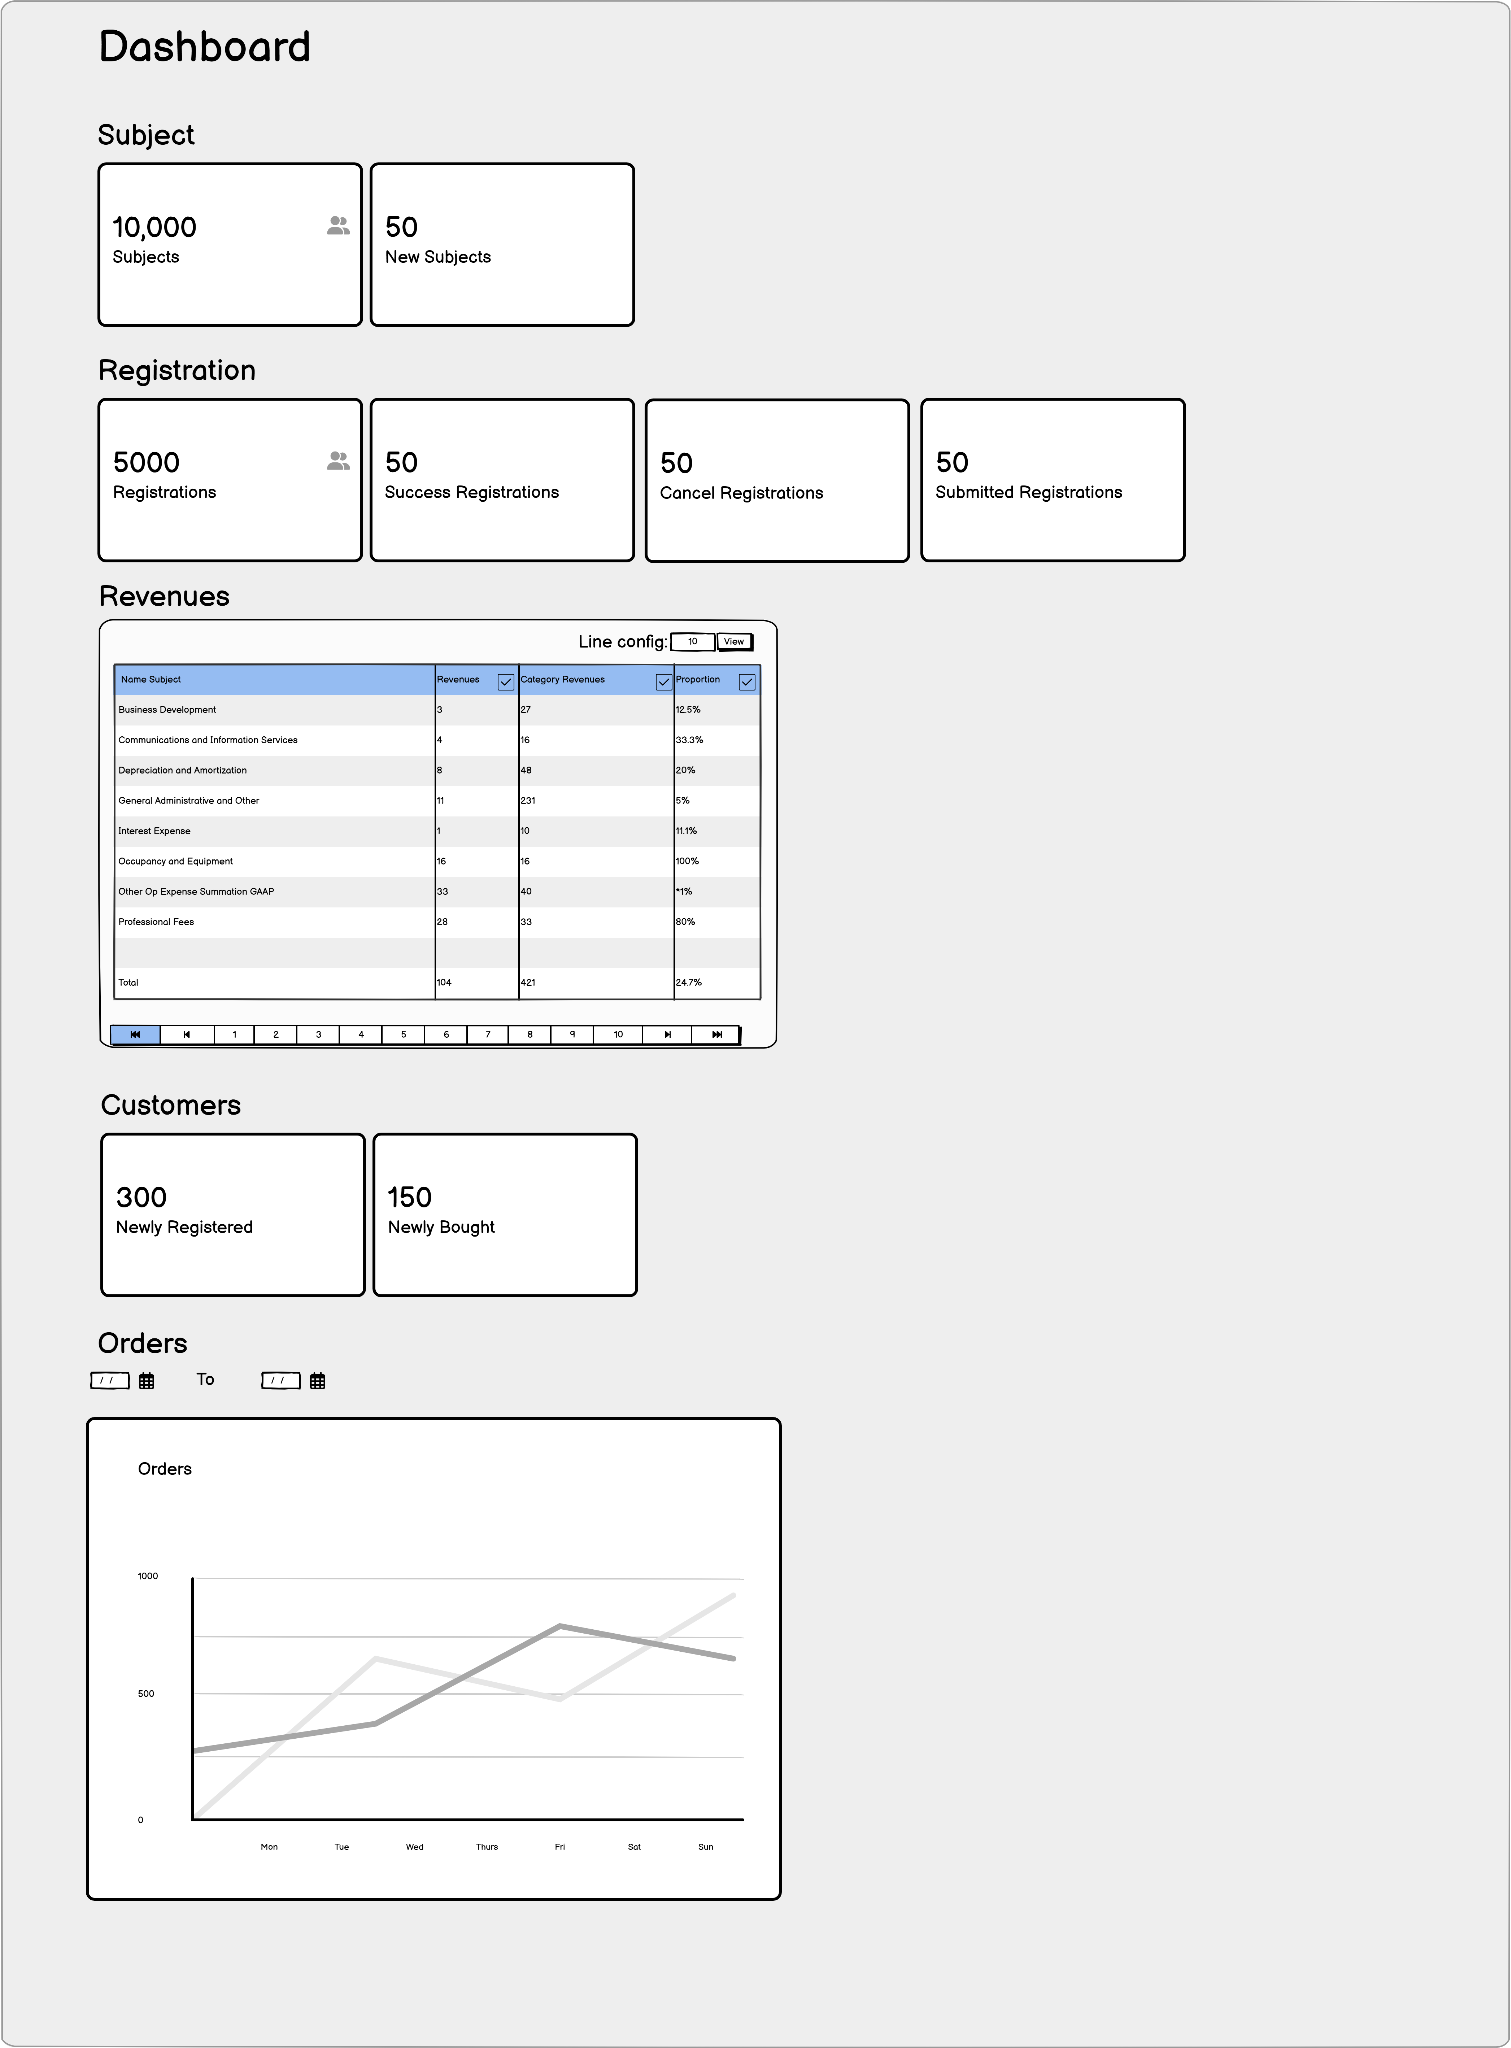 Dashboard
Subject
10,000
Subjects
50
New Subjects
Registration
5000
Registrations
50
Success Registrations
50
Cancel Registrations
50
Submitted Registrations
Revenues
Line config: 10 View
Name Subject Revenues Category Revenues Proportion
Business Development 3 27 12.5%
Communications and Information Services 4 16 33.3%
Depreciation and Amortization 8 48 20%
General Administrative and Other 11 231 5%
Interest Expense 1 10 11.1%
Occupancy and Equipment 16 16 100%
Other Op Expense Summation GAAP 33 40 *1%
Professional Fees 28 33 80%
Total 104 421 24.7%
1 2 3 4 5 6 7 8 9 10
Customers
300
Newly Registered
150
Newly Bought
Orders
/ / To / /
Orders
1000
500
0
Mon Tue Wed Thurs Fri Sat Sun